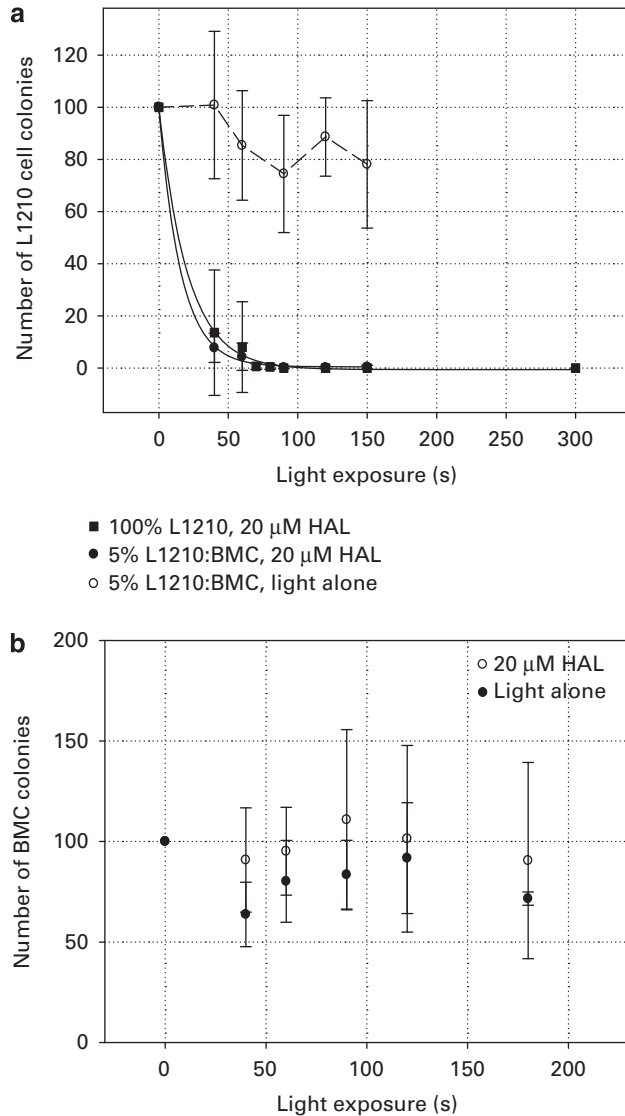 a
120
100
80
60
40
20
0
Number of L1210 cell colonies
0 50 100 150 200 250 300
Light exposure (s)
■ 100% L1210, 20 μM HAL
● 5% L1210:BMC, 20 μM HAL
○ 5% L1210:BMC, light alone
b
200
150
100
50
0
Number of BMC colonies
○ 20 μM HAL
● Light alone
0 50 100 150 200
Light exposure (s)